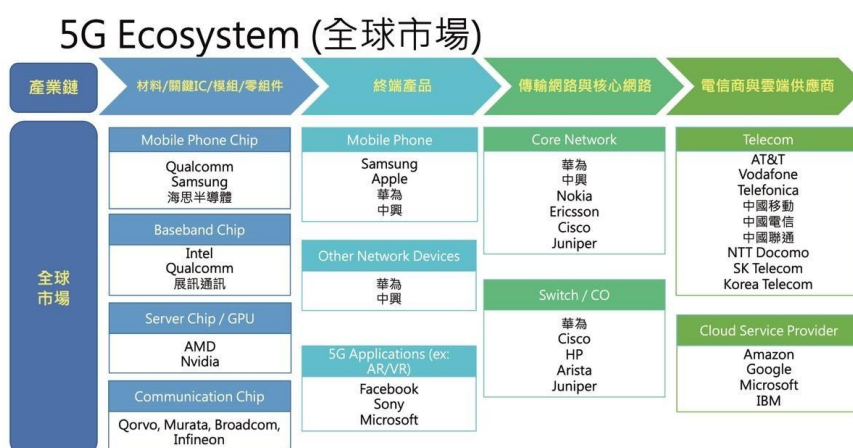 5G Ecosystem (全球市場)
產業鏈
材料/關鍵IC/模組/零組件
終端產品
傳輸網路與核心網路
電信商與雲端供應商
全球
市場
Mobile Phone Chip
Qualcomm
Samsung
海思半導體
Baseband Chip
Intel
Qualcomm
展訊通訊
Server Chip / GPU
AMD
Nvidia
Communication Chip
Qorvo, Murata, Broadcom,
Infineon
Mobile Phone
Samsung
Apple
華為
中興
Other Network Devices
華為
中興
5G Applications (ex:
AR/VR)
Facebook
Sony
Microsoft
Core Network
華為
中興
Nokia
Ericsson
Cisco
Juniper
Switch / CO
華為
Cisco
HP
Arista
Juniper
Telecom
AT&T
Vodafone
Telefonica
中國移動
中國電信
中國聯通
NTT Docomo
SK Telecom
Korea Telecom
Cloud Service Provider
Amazon
Google
Microsoft
IBM